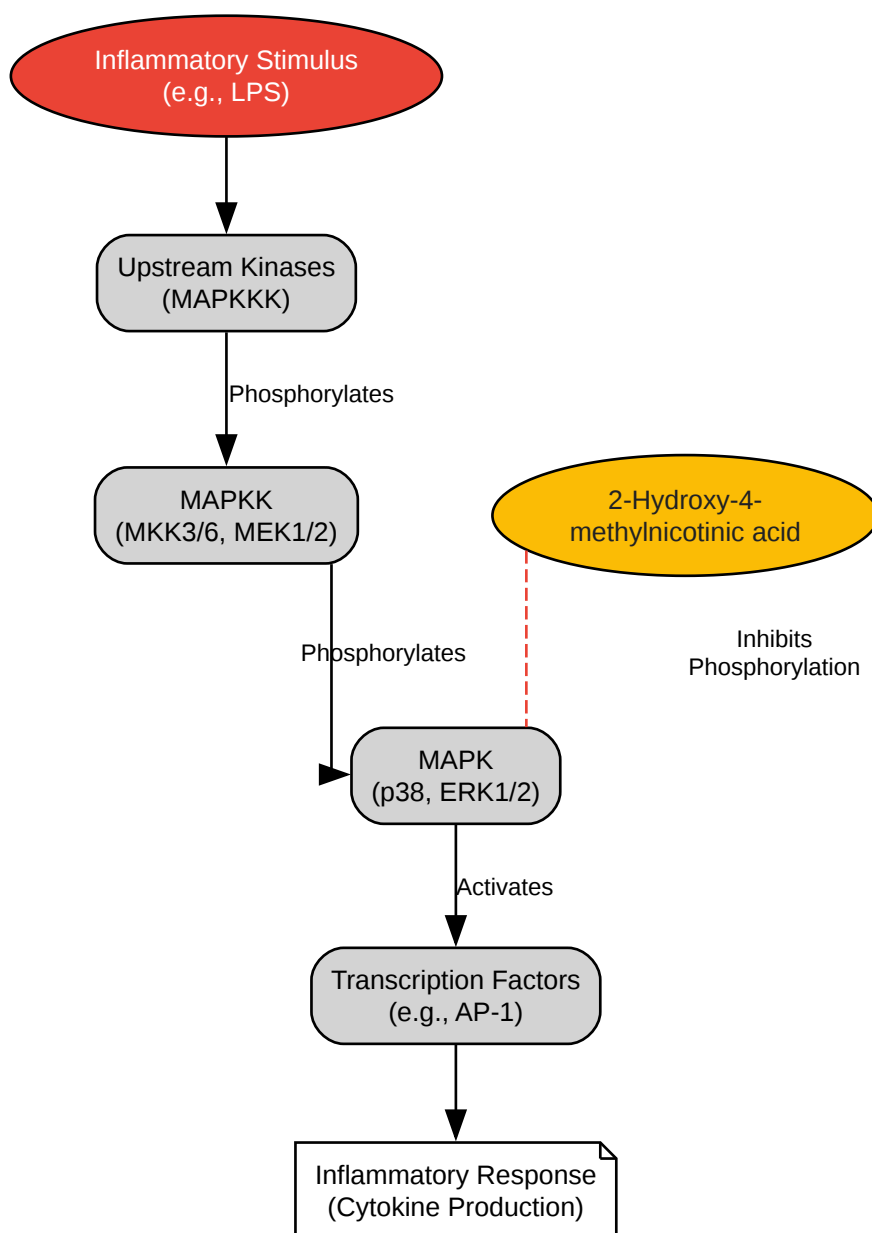 Inflammatory Stimulus
(e.g., LPS)
Upstream Kinases
(MAPKKK)
Phosphorylates
MAPKK
(MKK3/6, MEK1/2)
2-Hydroxy-4-
methylnicotinic acid
Phosphorylates
Inhibits
Phosphorylation
MAPK
(p38, ERK1/2)
Activates
Transcription Factors
(e.g., AP-1)
Inflammatory Response
(Cytokine Production)